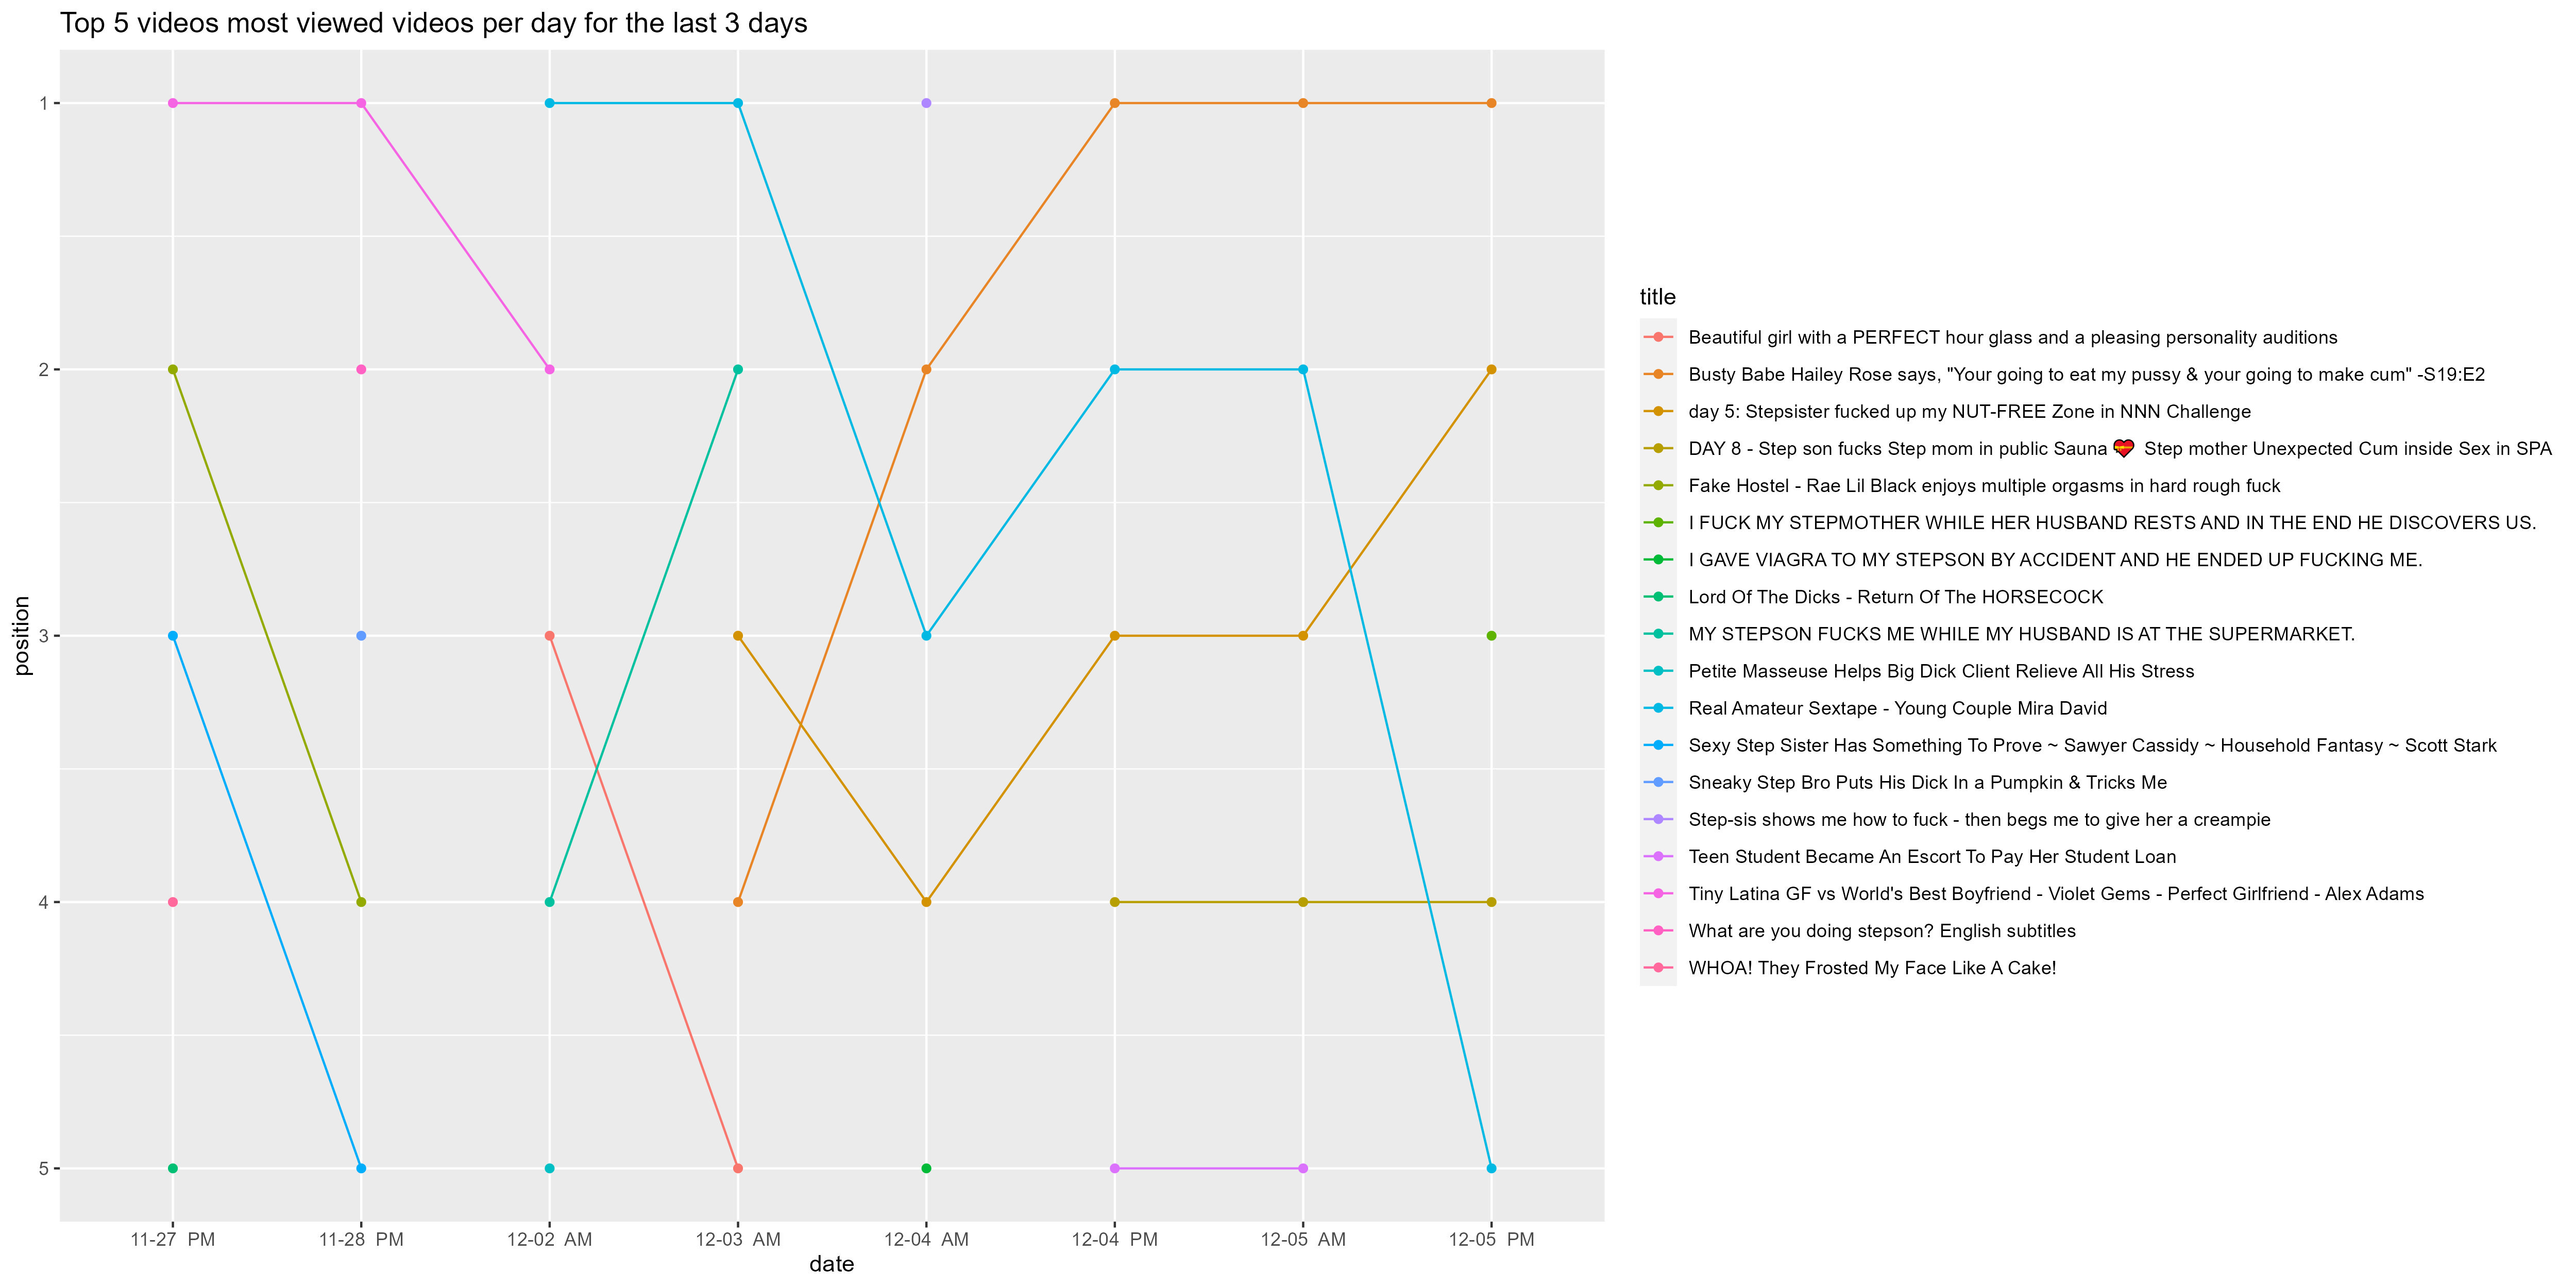 Top 5 videos most viewed videos per day for the last 3 days
position
1
2
3
4
5
11-27 PM
11-28 PM
12-02 AM
12-03 AM
12-04 AM
12-04 PM
12-05 AM
12-05 PM
date
title
Beautiful girl with a PERFECT hour glass and a pleasing personality auditions
Busty Babe Hailey Rose says, "Your going to eat my pussy & your going to make cum" -S19:E2
day 5: Stepsister fucked up my NUT-FREE Zone in NNN Challenge
DAY 8 - Step son fucks Step mom in public Sauna 💝 Step mother Unexpected Cum inside Sex in SPA
Fake Hostel - Rae Lil Black enjoys multiple orgasms in hard rough fuck
I FUCK MY STEPMOTHER WHILE HER HUSBAND RESTS AND IN THE END HE DISCOVERS US.
I GAVE VIAGRA TO MY STEPSON BY ACCIDENT AND HE ENDED UP FUCKING ME.
Lord Of The Dicks - Return Of The HORSECOCK
MY STEPSON FUCKS ME WHILE MY HUSBAND IS AT THE SUPERMARKET.
Petite Masseuse Helps Big Dick Client Relieve All His Stress
Real Amateur Sextape - Young Couple Mira David
Sexy Step Sister Has Something To Prove ~ Sawyer Cassidy ~ Household Fantasy ~ Scott Stark
Sneaky Step Bro Puts His Dick In a Pumpkin & Tricks Me
Step-sis shows me how to fuck - then begs me to give her a creampie
Teen Student Became An Escort To Pay Her Student Loan
Tiny Latina GF vs World's Best Boyfriend - Violet Gems - Perfect Girlfriend - Alex Adams
What are you doing stepson? English subtitles
WHOA! They Frosted My Face Like A Cake!